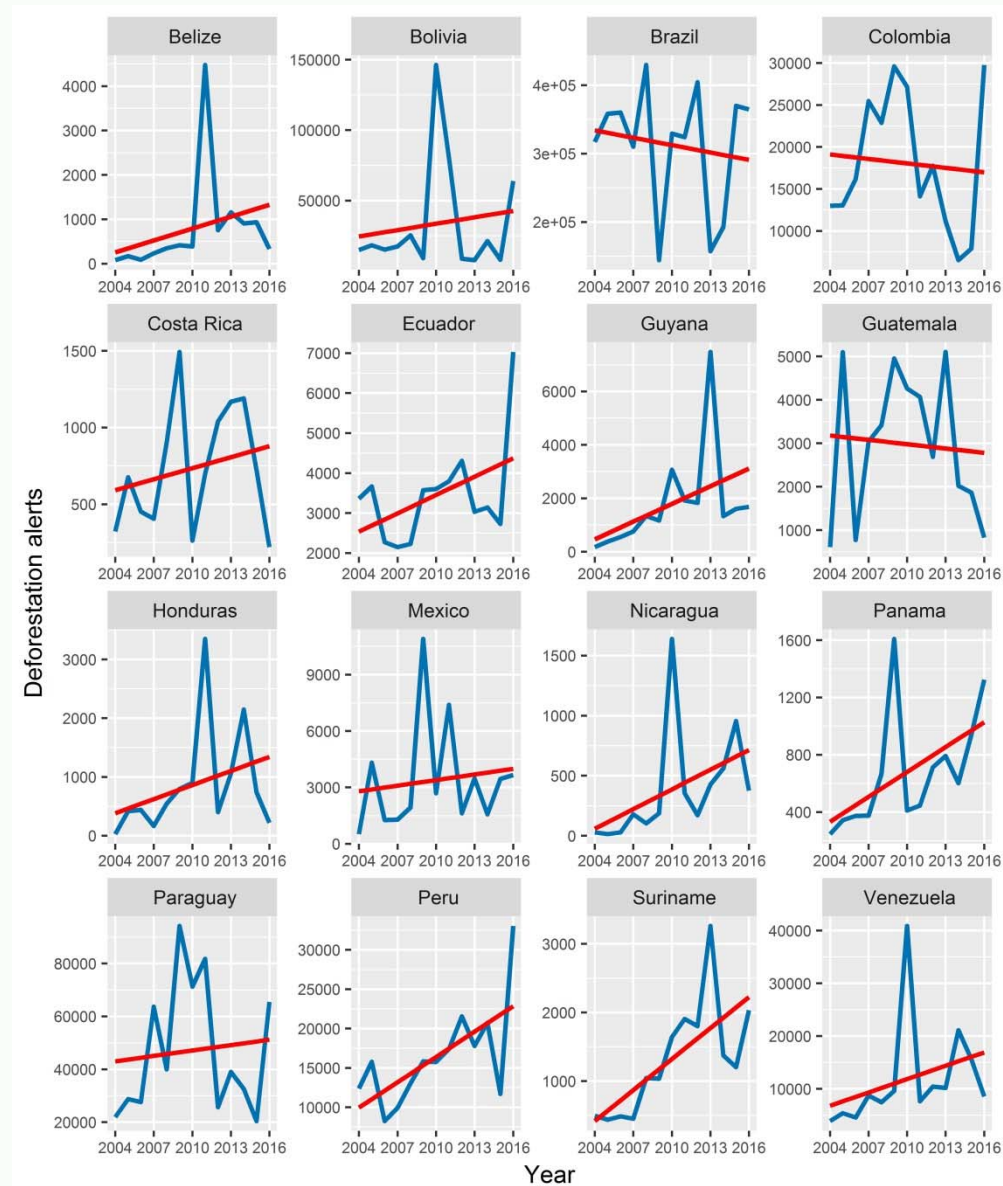 Belize
Bolivia
Brazil
Colombia
4000
3000
2000
1000
0
150000
100000
50000
4e+05
3e+05
2e+05
30000
25000
20000
15000
10000
2004 2007 2010 2013 2016
2004 2007 2010 2013 2016
2004 2007 2010 2013 2016
2004 2007 2010 2013 2016
Costa Rica
Ecuador
Guyana
Guatemala
1500
1000
500
7000
6000
5000
4000
3000
2000
6000
4000
2000
0
5000
4000
3000
2000
1000
2004 2007 2010 2013 2016
2004 2007 2010 2013 2016
2004 2007 2010 2013 2016
2004 2007 2010 2013 2016
Deforestation alerts
Honduras
Mexico
Nicaragua
Panama
3000
2000
1000
0
9000
6000
3000
0
1500
1000
500
0
1600
1200
800
400
2004 2007 2010 2013 2016
2004 2007 2010 2013 2016
2004 2007 2010 2013 2016
2004 2007 2010 2013 2016
Paraguay
Peru
Suriname
Venezuela
80000
60000
40000
20000
30000
25000
20000
15000
10000
3000
2000
1000
40000
30000
20000
10000
2004 2007 2010 2013 2016
2004 2007 2010 2013 2016
2004 2007 2010 2013 2016
2004 2007 2010 2013 2016
Year